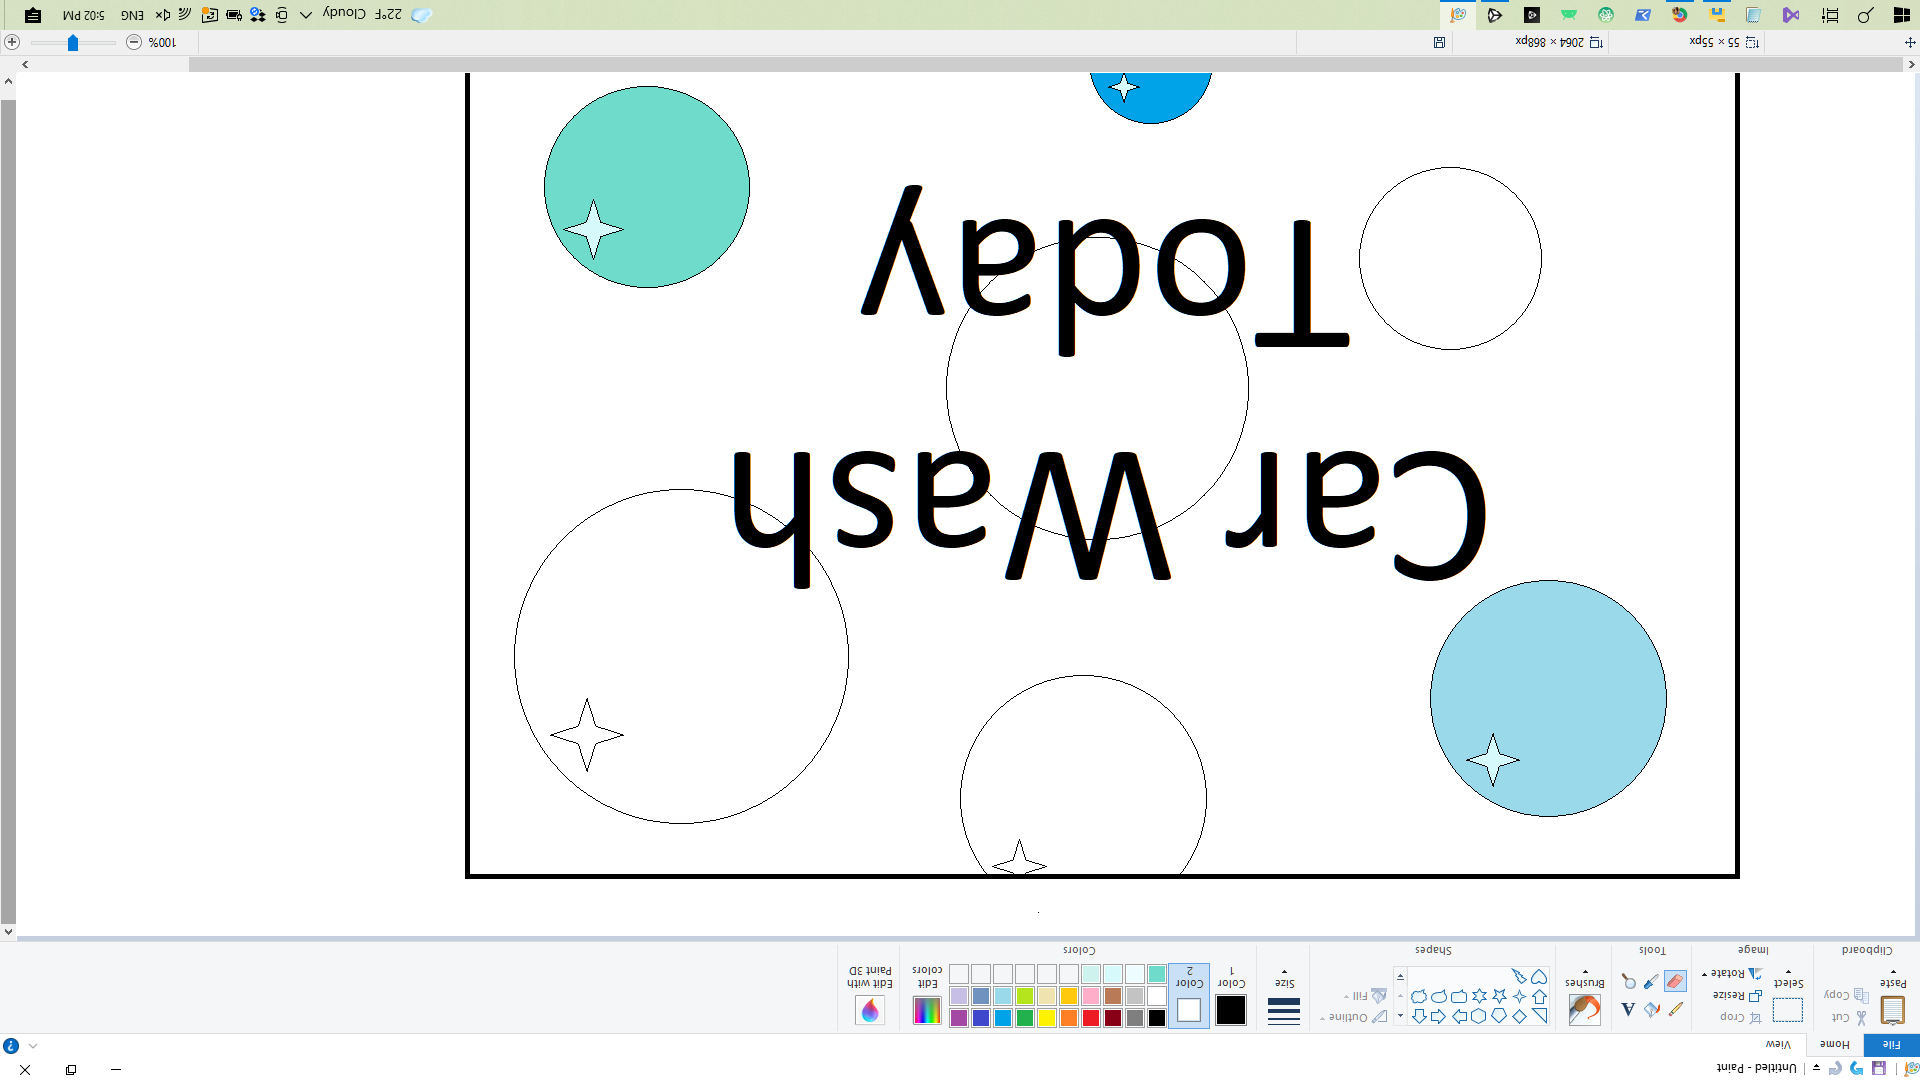 Untitled - Paint
File
Home
View
Paste
Cut
Copy
Clipboard
Select
Crop
Resize
Rotate
Image
A
Tools
Brushes
Outline
Fill
Shapes
Size
Color
1
Color
2
Colors
Edit
colors
Edit with
Paint 3D
Car Wash
Today
55 × 55px
2064 × 868px
100%
22°F Cloudy
ENG
5:02 PM